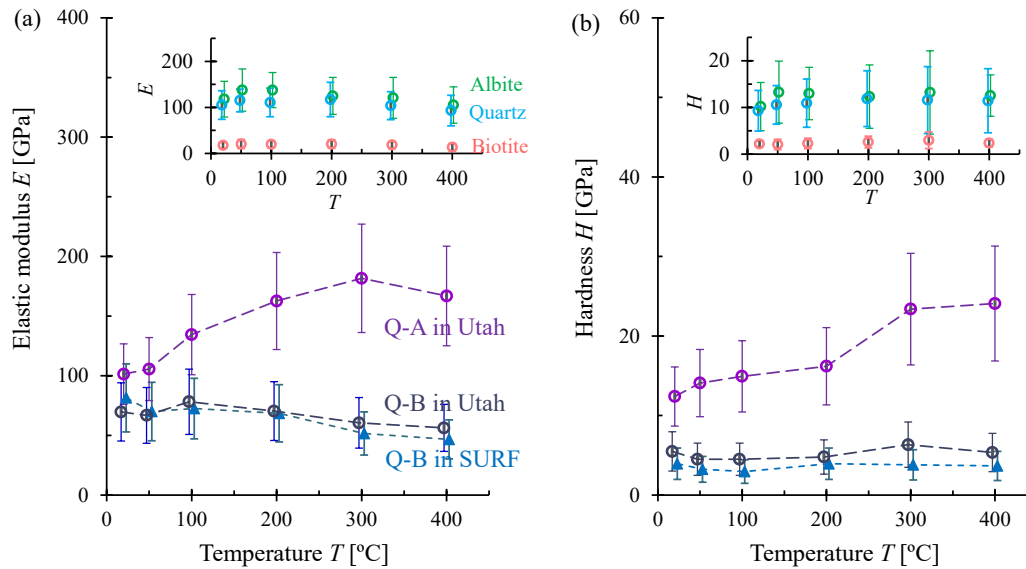 (a)
400
300
200
100
0
Elastic modulus E [GPa]
0
100
200
300
400
Temperature T [ºC]
200
100
0
E
0
100
200
300
400
T
Albite
Quartz
Biotite
Q-A in Utah
Q-B in Utah
Q-B in SURF
(b)
60
40
20
0
Hardness H [GPa]
0
100
200
300
400
Temperature T [ºC]
20
10
0
H
0
100
200
300
400
T